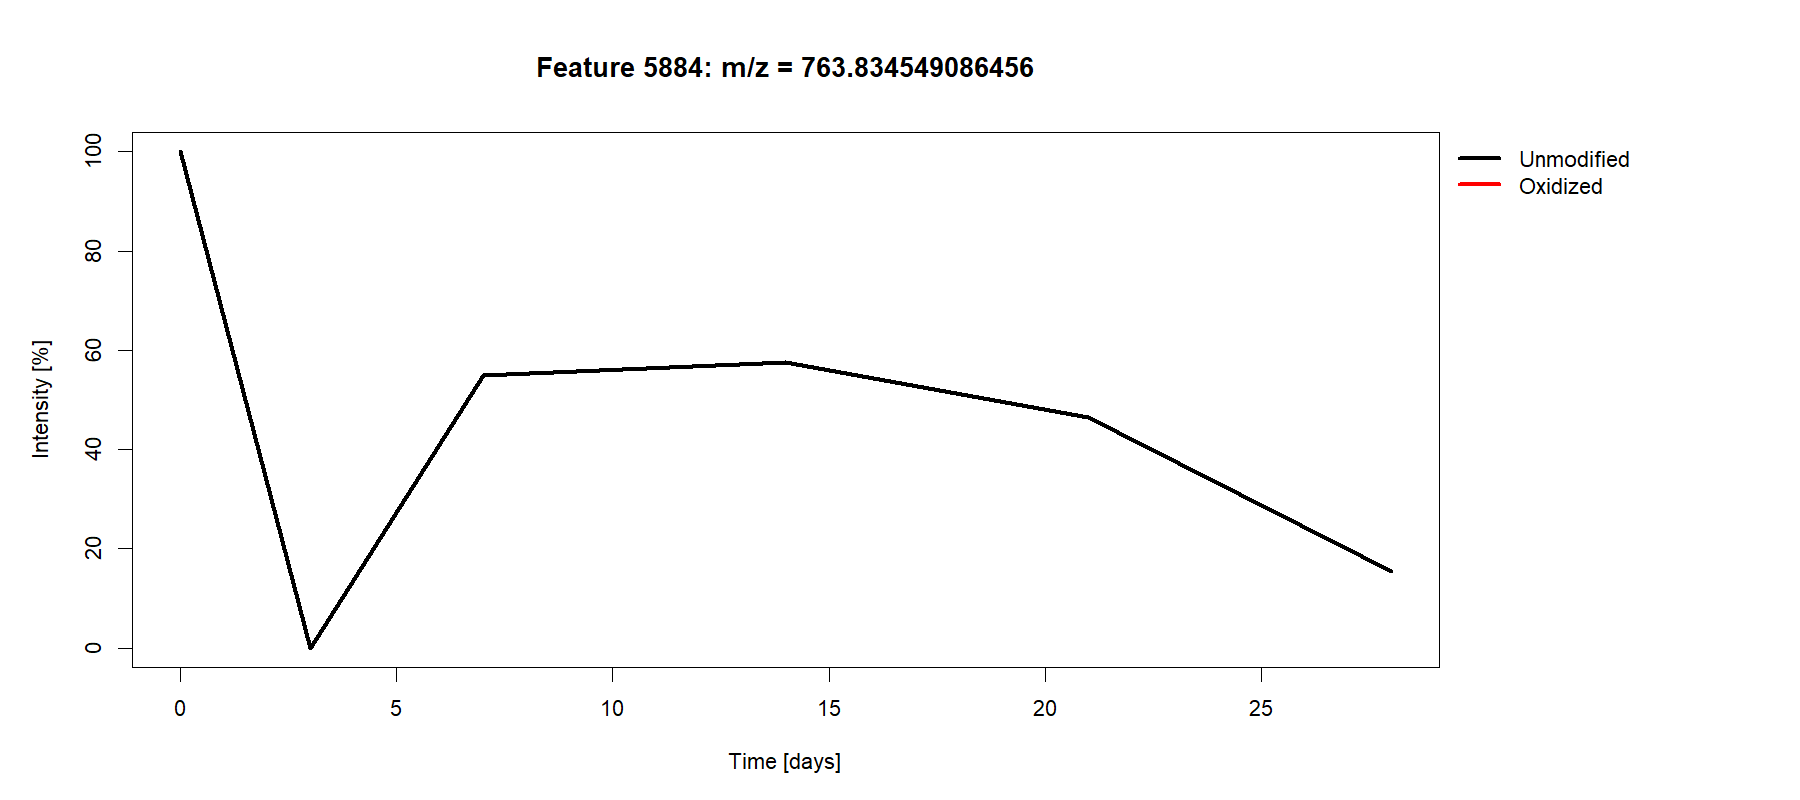 Feature 5884: m/z = 763.834549086456
Unmodified
Oxidized
Intensity [%]
100
80
60
40
20
0
0 5 10 15 20 25
Time [days]